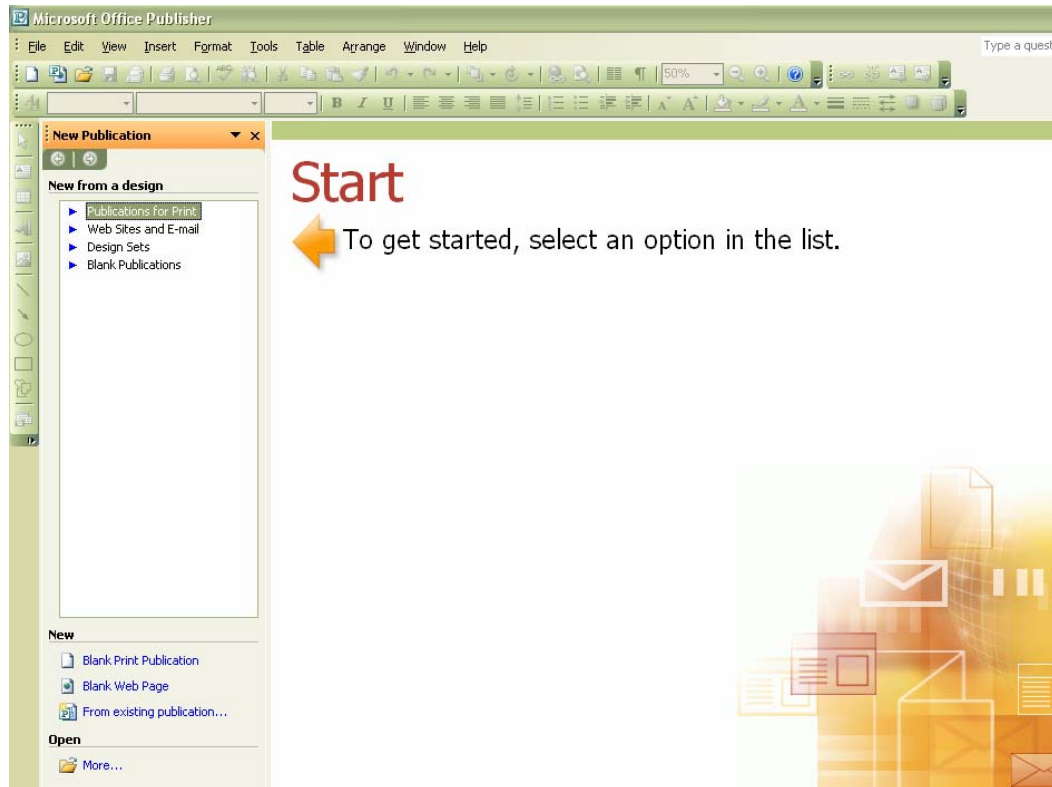 Microsoft Office Publisher
File Edit View Insert Format Tools Table Arrange Window Help
Type a quest
50%
B I U
New Publication
New from a design
Publications for Print
Web Sites and E-mail
Design Sets
Blank Publications
Start
To get started, select an option in the list.
New
Blank Print Publication
Blank Web Page
From existing publication...
Open
More...